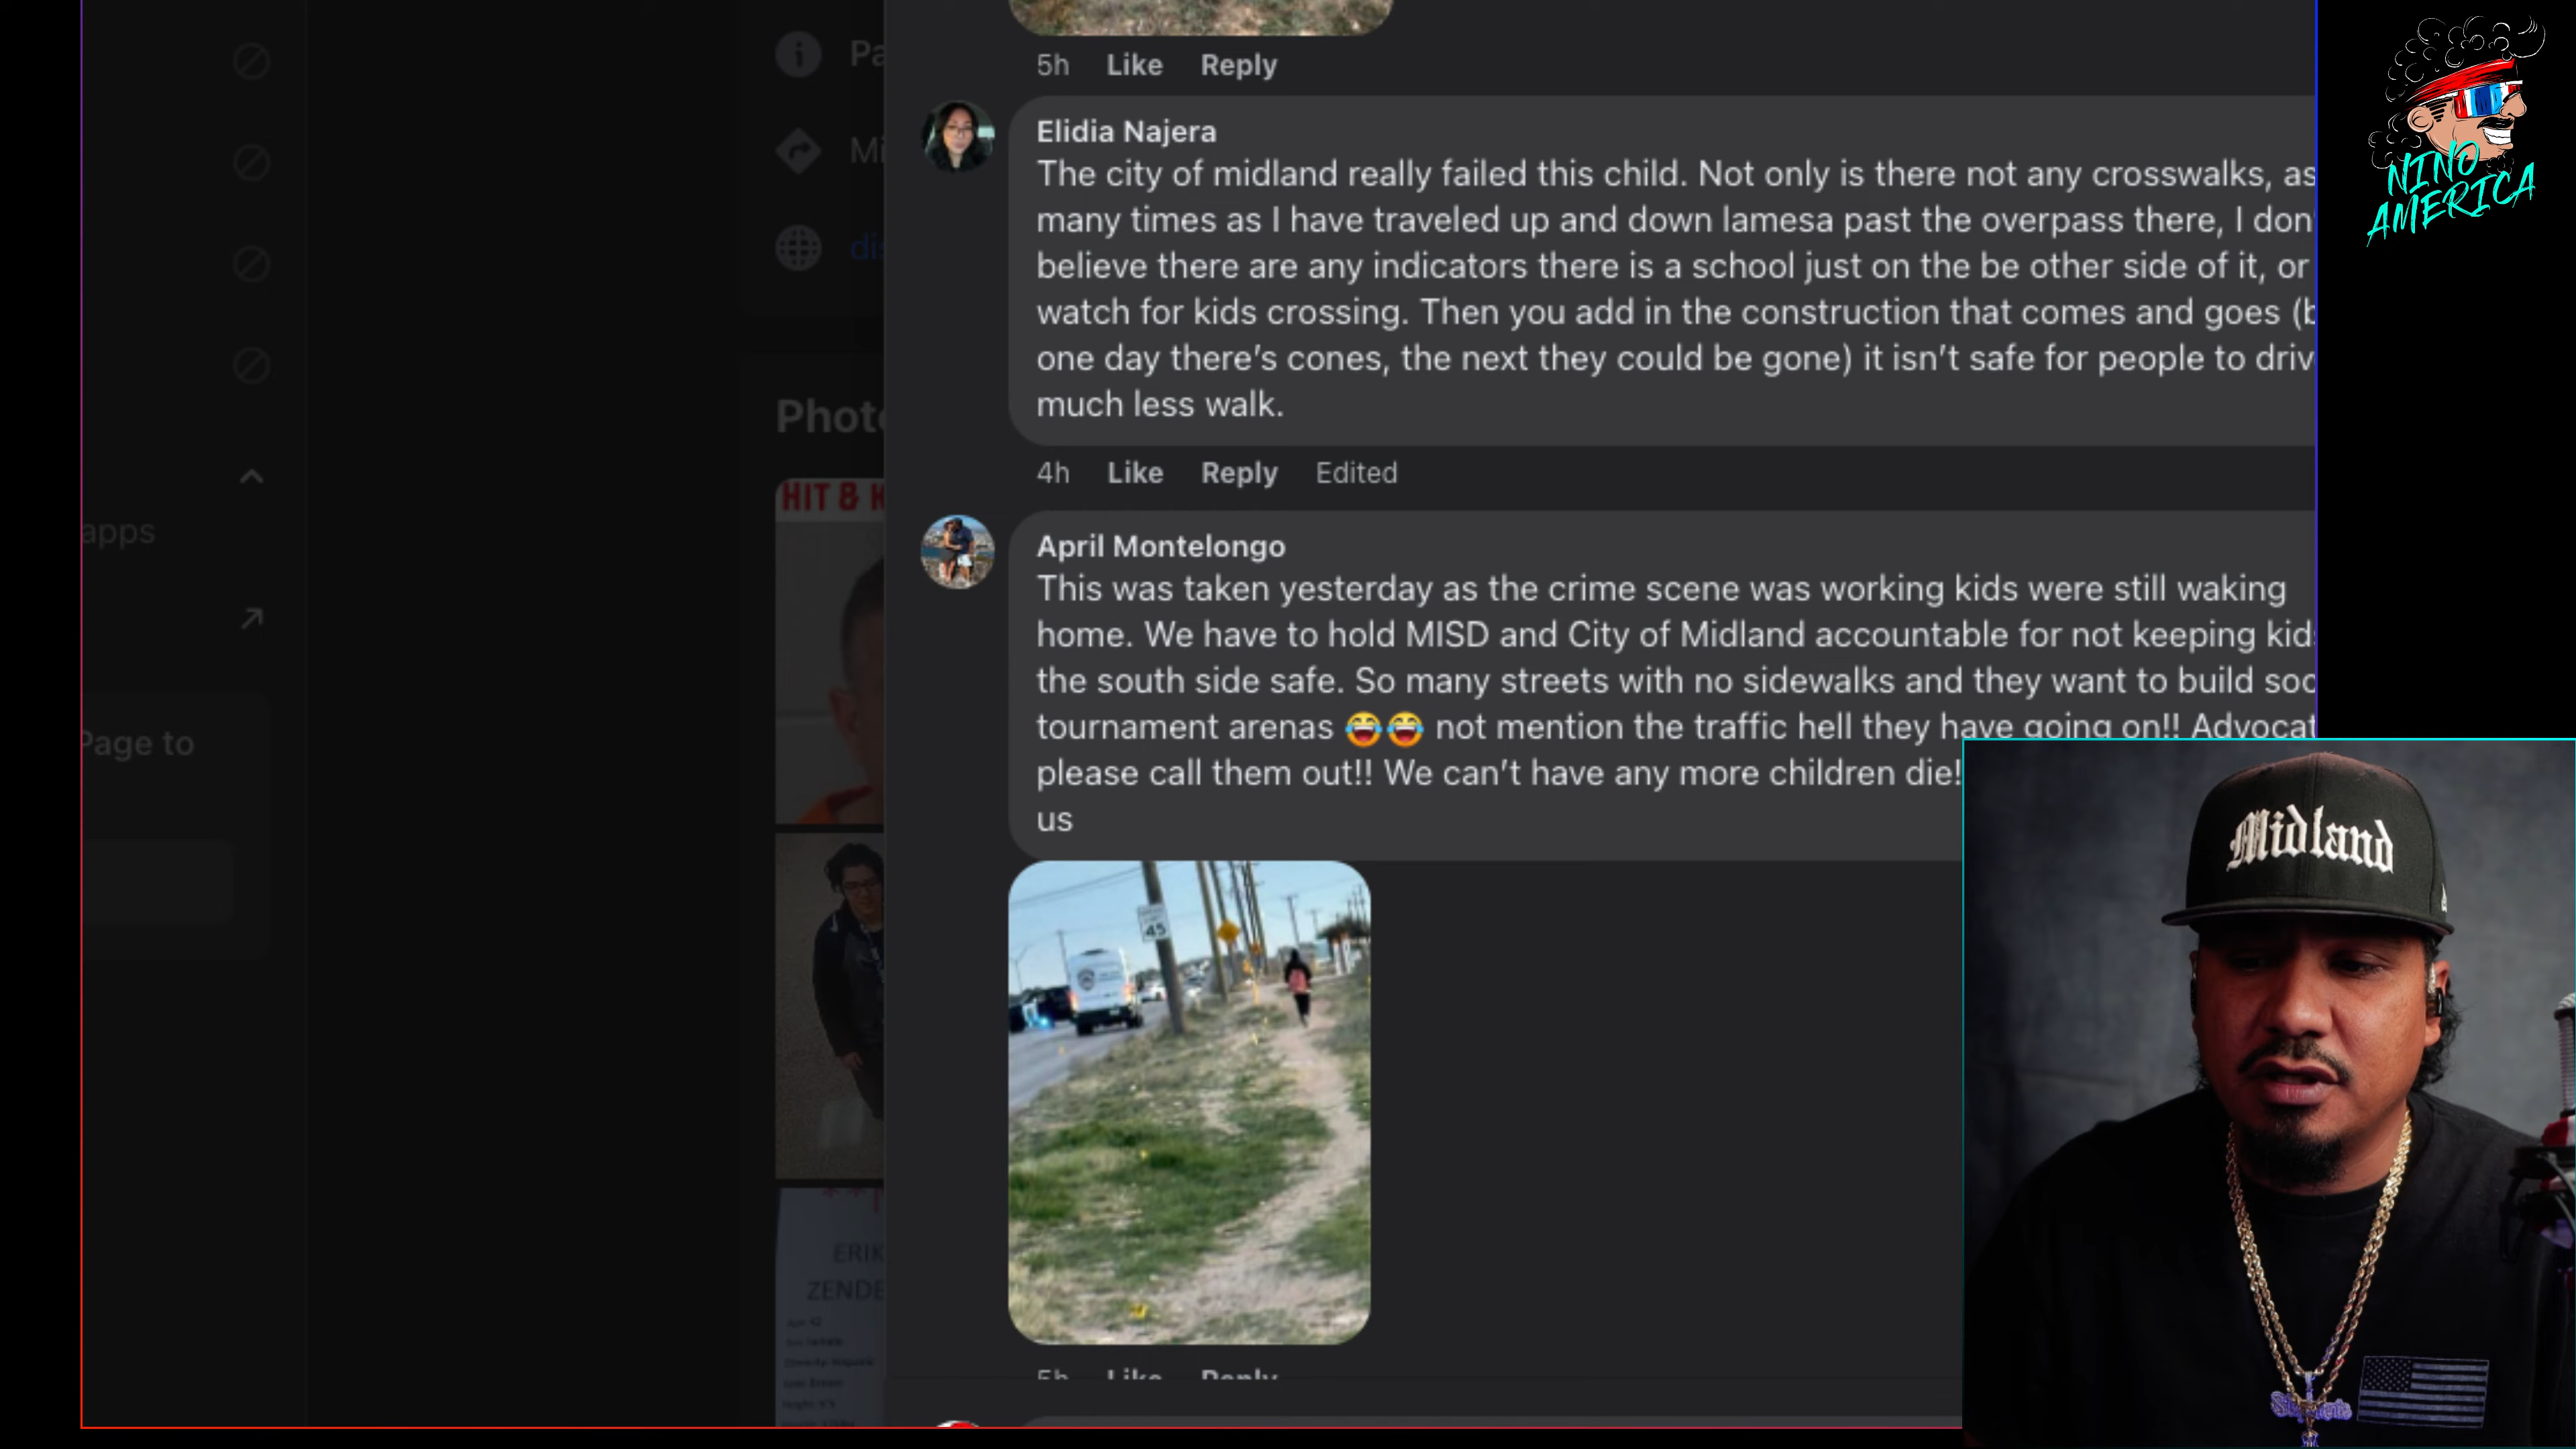 5h Like Reply
Elidia Najera
The city of midland really failed this child. Not only is there not any crosswalks, as
many times as I have traveled up and down lamesa past the overpass there, I don'
believe there are any indicators there is a school just on the be other side of it, or
watch for kids crossing. Then you add in the construction that comes and goes (b
one day there's cones, the next they could be gone) it isn't safe for people to driv
much less walk.
4h Like Reply Edited
April Montelongo
This was taken yesterday as the crime scene was working kids were still waking
home. We have to hold MISD and City of Midland accountable for not keeping kids
the south side safe. So many streets with no sidewalks and they want to build soc
tournament arenas 😂😂 not mention the traffic hell they have going on!! Advocat
please call them out!! We can't have any more children die!
us
45
5h Like Reply
Pa
Mi
dis
Photo
HIT & 
ERIK
ZENDE
apps
Page to
NINO
AMERICA
Midland